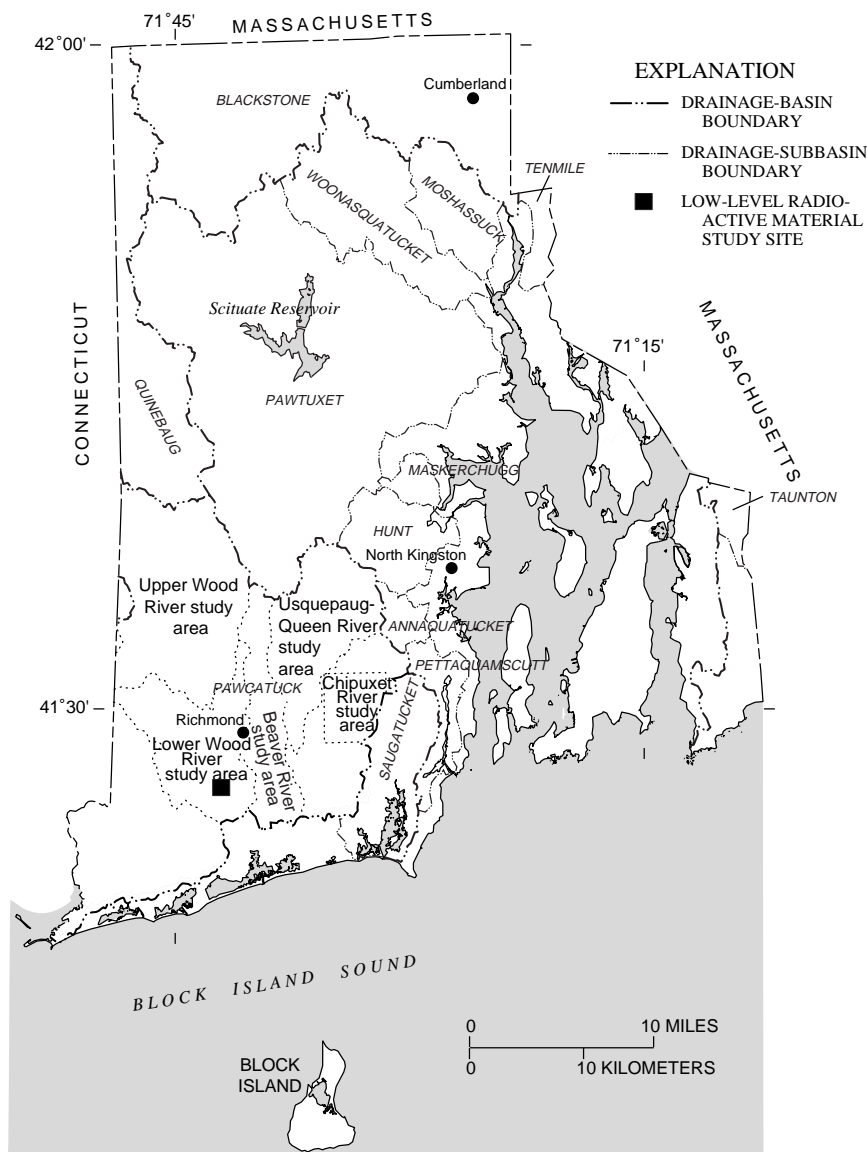 71°45'
MASSACHUSETTS
42°00'
Cumberland
BLACKSTONE
EXPLANATION
DRAINAGE-BASIN
BOUNDARY
DRAINAGE-SUBBASIN
BOUNDARY
LOW-LEVEL RADIO-
ACTIVE MATERIAL
STUDY SITE
TENMILE
MOSHASSUCK
WOONASQUATUCKET
Scituate Reservoir
CONNECTICUT
MASSACHUSETTS
71°15'
QUINEBAUG
PAWTUXET
MASKERCHUGG
TAUNTON
HUNT
North Kingston
Upper Wood
River study
area
Usquepaug-
Queen River
study
area
ANNAQUATUCKET
PETTAQUAMSCUTT
PAWCATUCK
Chipuxet
River
study
area
41°30'
Richmond
Lower Wood
River
study area
Beaver River
study area
SAUGATUCKET
BLOCK ISLAND SOUND
0 10 MILES
0 10 KILOMETERS
BLOCK
ISLAND